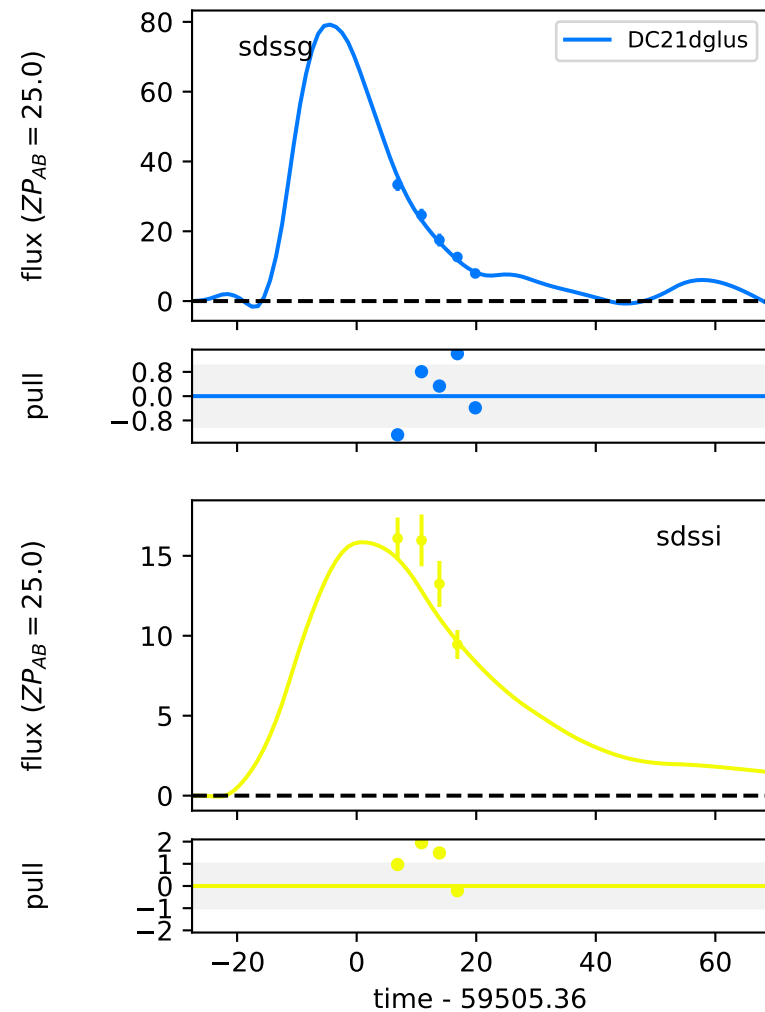 80
60
40
20
0
flux (ZP_AB = 25.0)
sdssg
DC21dglus
0.8
0.0
−0.8
pull
15
10
5
0
flux (ZP_AB = 25.0)
sdssi
2
1
0
−1
−2
pull
−20 0 20 40 60
time - 59505.36